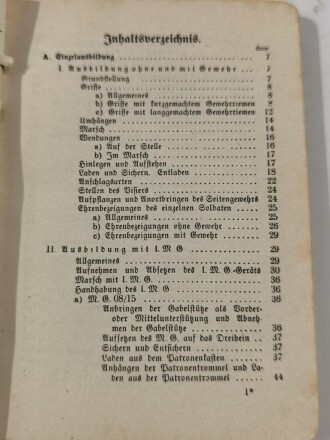 Inhaltsverzeichnis.
Seite
A. Einzelausbildung 7
I. Ausbildung ohne und mit Gewehr 7
Grundstellung 7
Griffe 8
a) Allgemeines 8
b) Griffe mit kurzgemachtem Gewehrriemen 8
c) Griffe mit langgemachtem Gewehrriemen 12
Umhängen 14
Marsch 14
Wendungen 16
a) Auf der Stelle 16
b) Im Marsch 17
Hinlegen und Aufstehen 17
Laden und Sichern. Entladen 18
Anschlagsarten 22
Stellen des Visiers 24
Aufpflanzen und Anortbringen des Seitengewehrs 24
Ehrenbezeigungen des einzelnen Soldaten 25
a) Allgemeines 25
b) Ehrenbezeigungen ohne Gewehr 26
c) Ehrenbezeigungen mit Gewehr 29
II. Ausbildung mit l. M. G. 29
Allgemeines 29
Aufnehmen und Absetzen des l. M. G.-Geräts 30
Marsch mit l. M. G. 36
Handhabung des l. M. G. 36
a) M. G. 08/15 36
Anbringen der Gabelstütze als Vorder-
oder Mittelunterstützung und Abneh-
men der Gabelstütze 36
Aufsetzen des M. G. auf das Dreibein 37
Sichern und Entsichern 37
Laden aus dem Patronenkasten 37
Anhängen der Patronentrommel und La-
den aus der Patronentrommel 44
1*